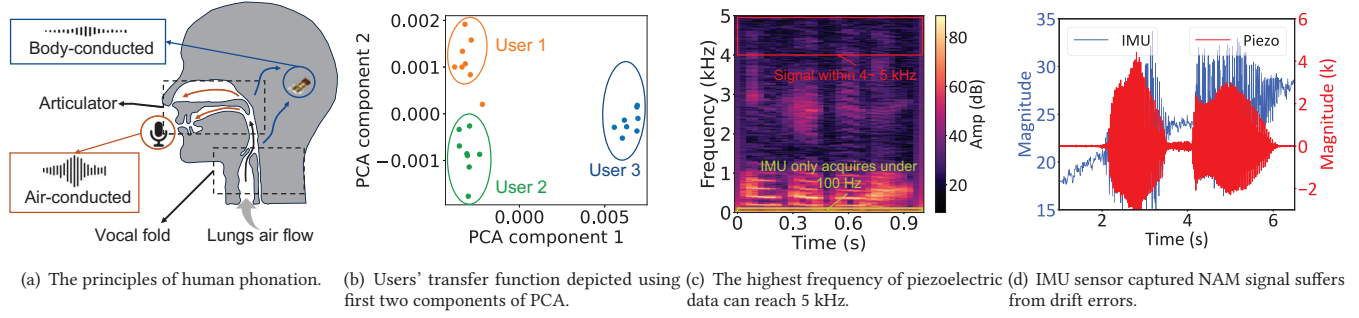 Body-conducted
Articulator
Air-conducted
Vocal fold
Lungs air flow
(a) The principles of human phonation.
PCA component 2
0.002
0.001
0.000
−0.001
User 1
User 2
User 3
0.000
0.005
PCA component 1
(b) Users' transfer function depicted using
first two components of PCA.
Frequency (kHz)
5
4
3
2
1
0
Signal within 4~ 5 kHz
IMU only acquires under
100 Hz
0
0.3
0.6
0.9
Time (s)
80
60
40
20
Amp (dB)
(c) The highest frequency of piezoelectric
data can reach 5 kHz.
Magnitude
35
30
25
20
15
IMU
Piezo
6
4
2
0
−2
Magnitude (k)
2
4
6
Time (s)
(d) IMU sensor captured NAM signal suffers
from drift errors.